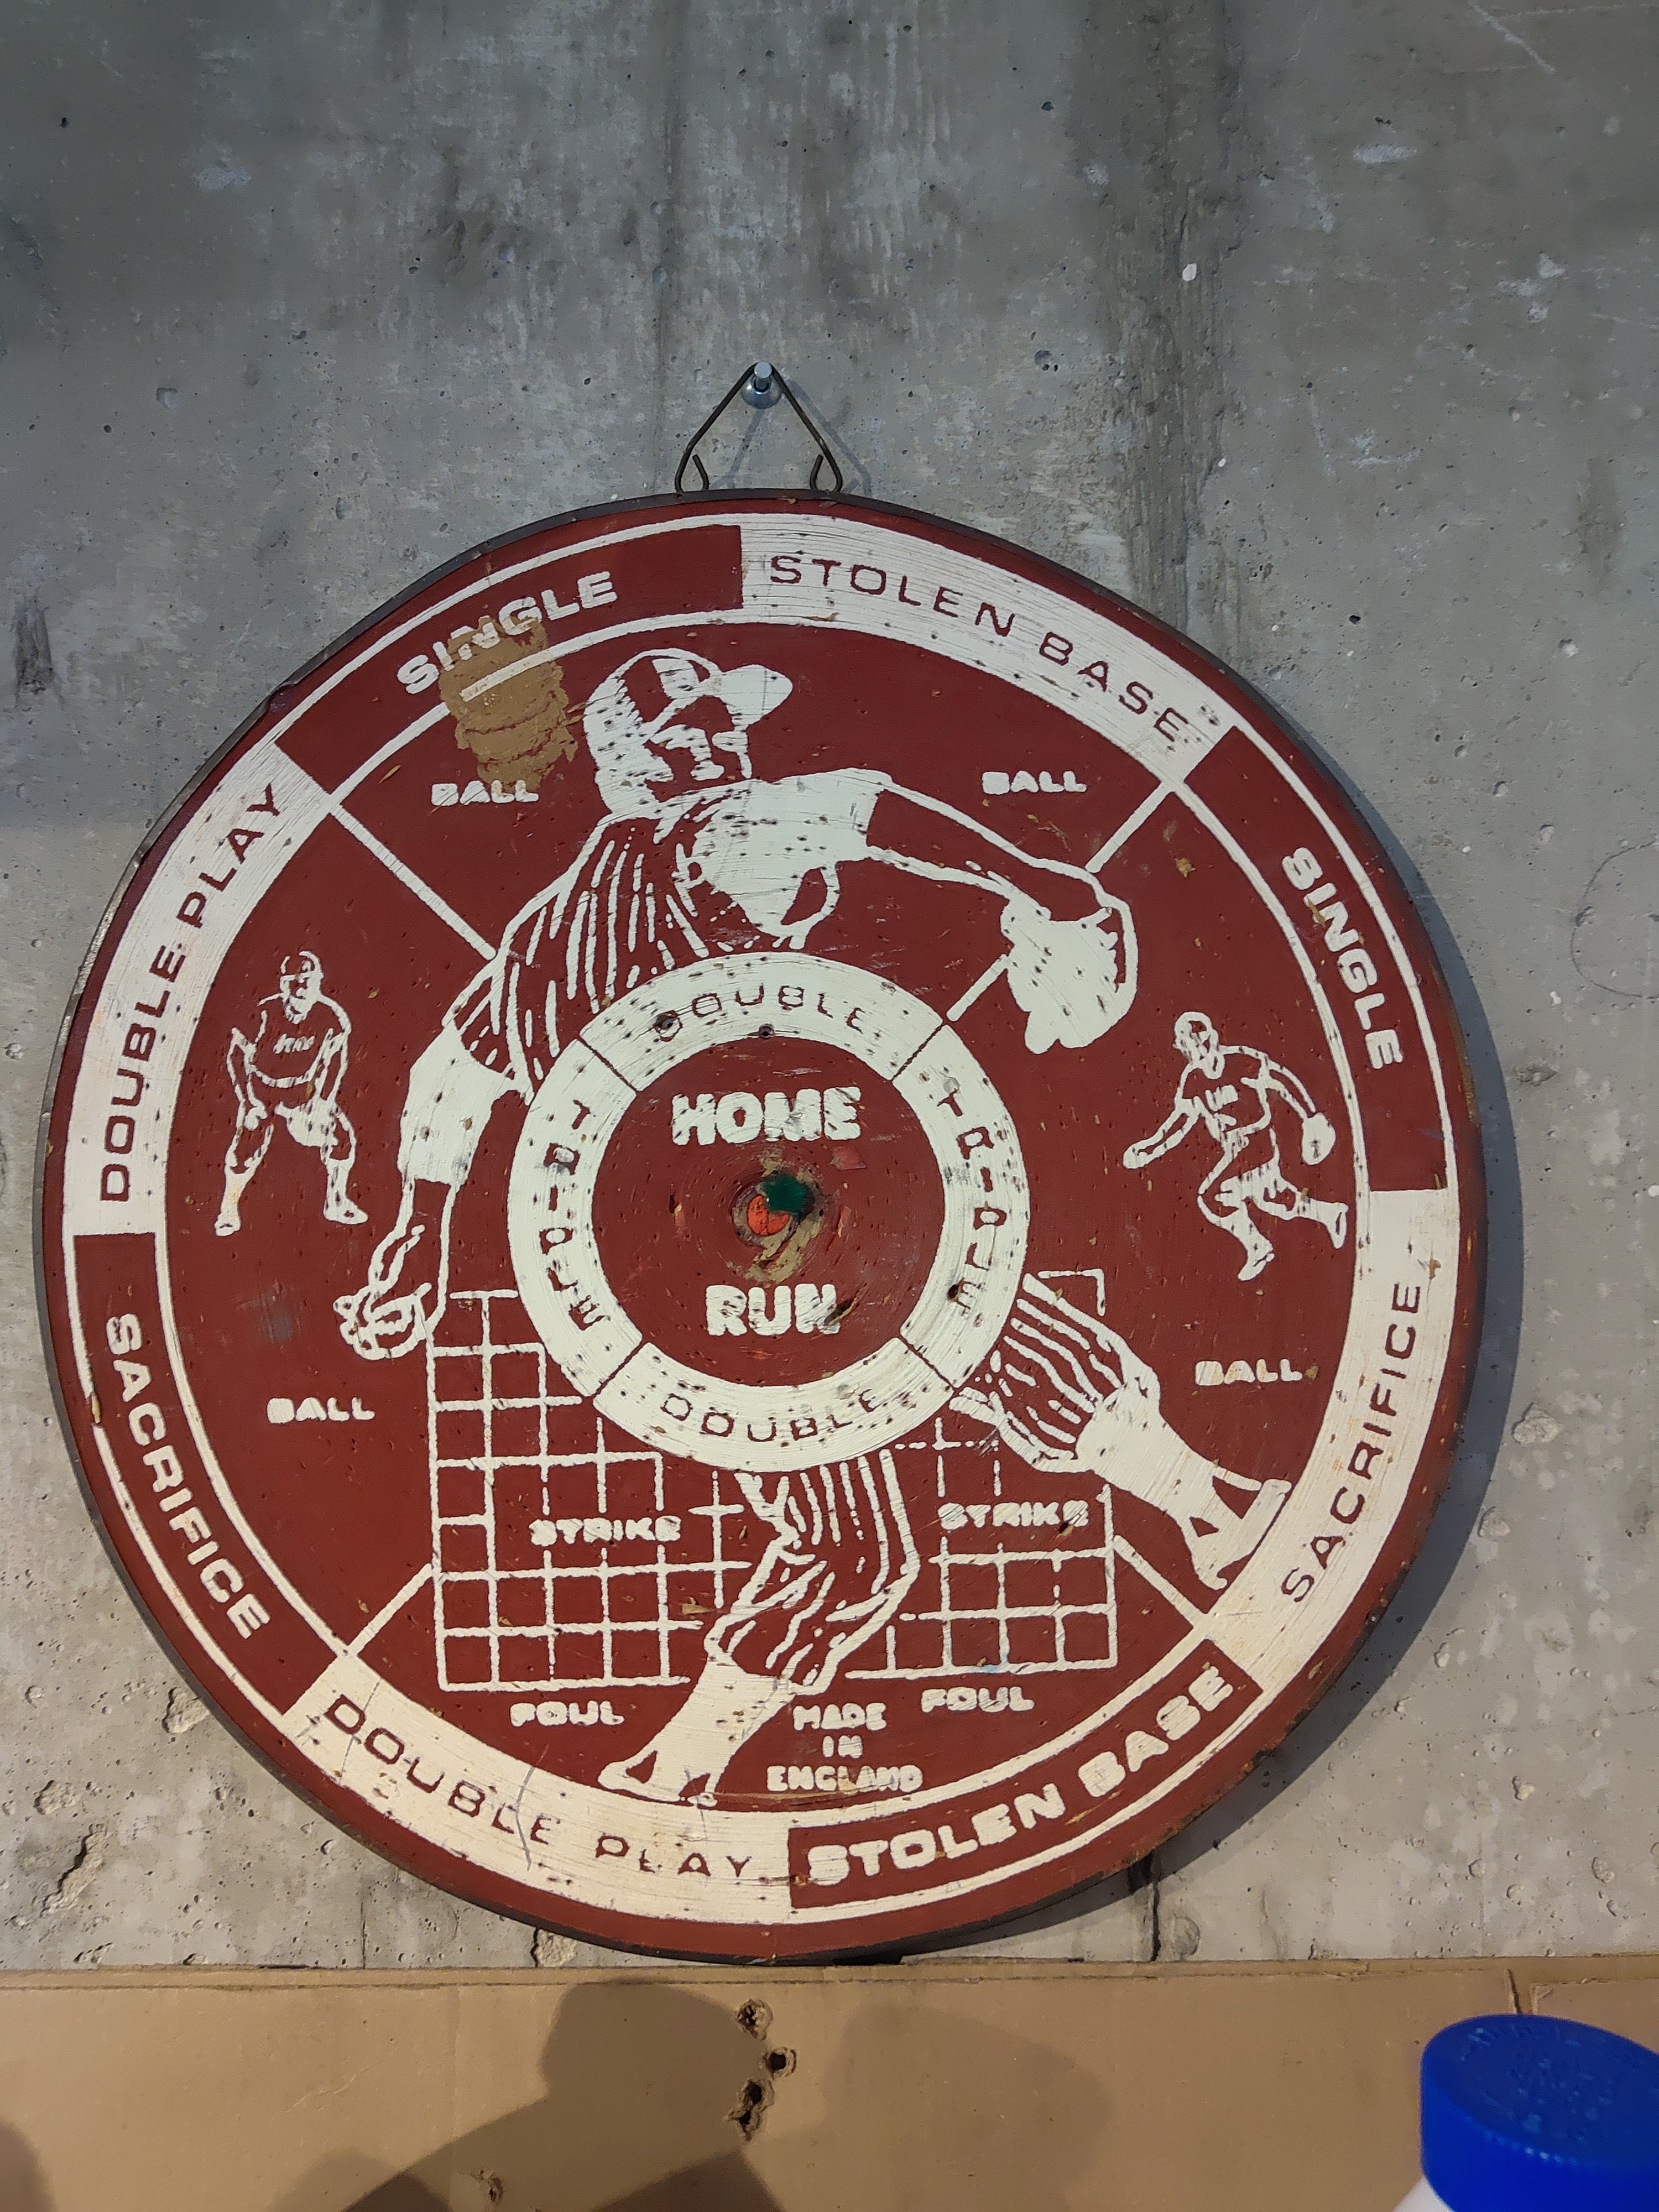 SINGLE
STOLEN BASE
DOUBLE PLAY
BALL
BALL
SINGLE
DOUBLE
TRIPLE
TRIPLE
HOME
RUN
DOUBLE
SACRIFICE
SACRIFICE
BALL
BALL
STRIKE
STRIKE
FOUL
FOUL
MADE
IN
ENGLAND
DOUBLE PLAY
STOLEN BASE